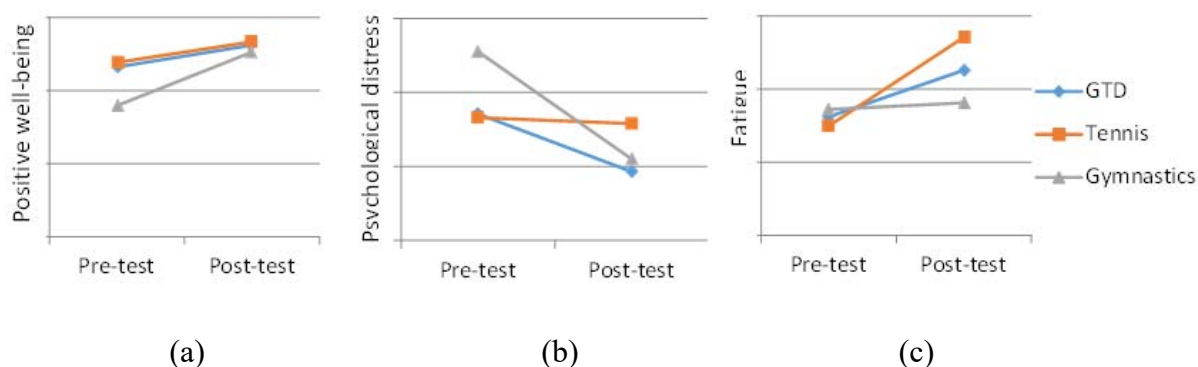 Positive well-being
Pre-test
Post-test
(a)
Psychological distress
Pre-test
Post-test
(b)
Fatigue
Pre-test
Post-test
(c)
GTD
Tennis
Gymnastics